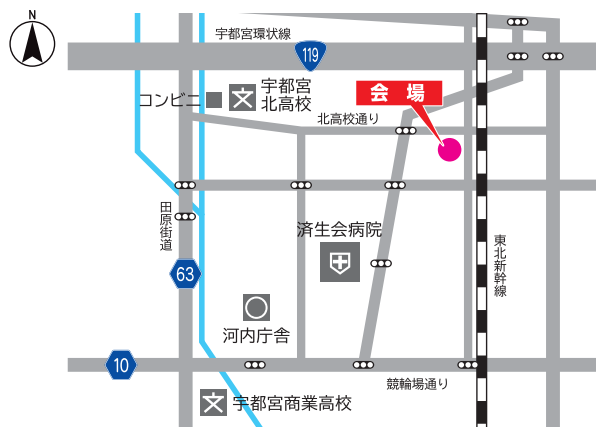 N
宇都宮環状線
119
コンビニ
宇都宮
北高校
会 場
北高校通り
田原街道
済生会病院
東北新幹線
63
河内庁舎
10
競輪場通り
宇都宮商業高校